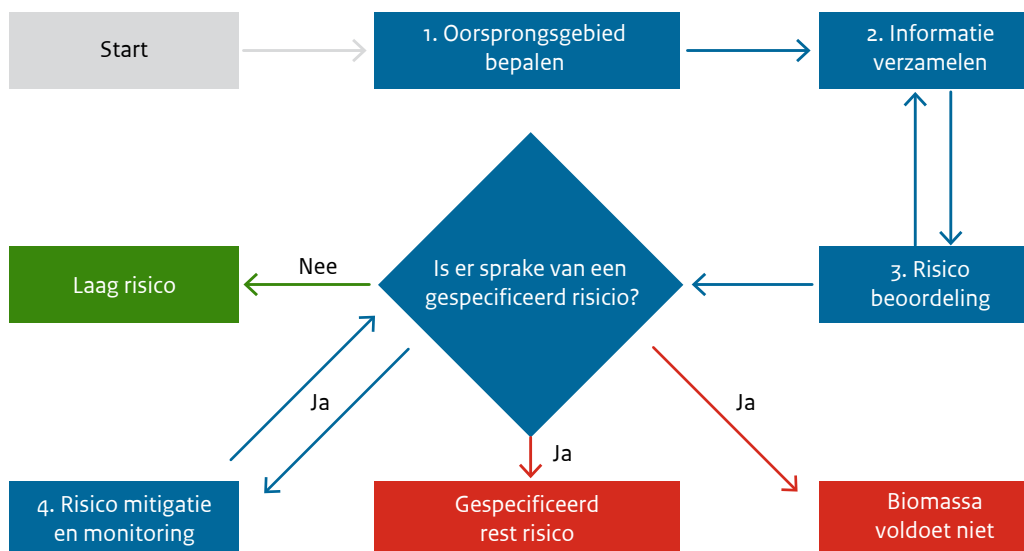 Start
1. Oorsprongsgebied
bepalen
2. Informatie
verzamelen
Laag risico
Nee
Is er sprake van een
gespecificeerd risicio?
3. Risico
beoordeling
Ja
Ja
Ja
4. Risico mitigatie
en monitoring
Gespecificeerd
rest risico
Biomassa
voldoet niet